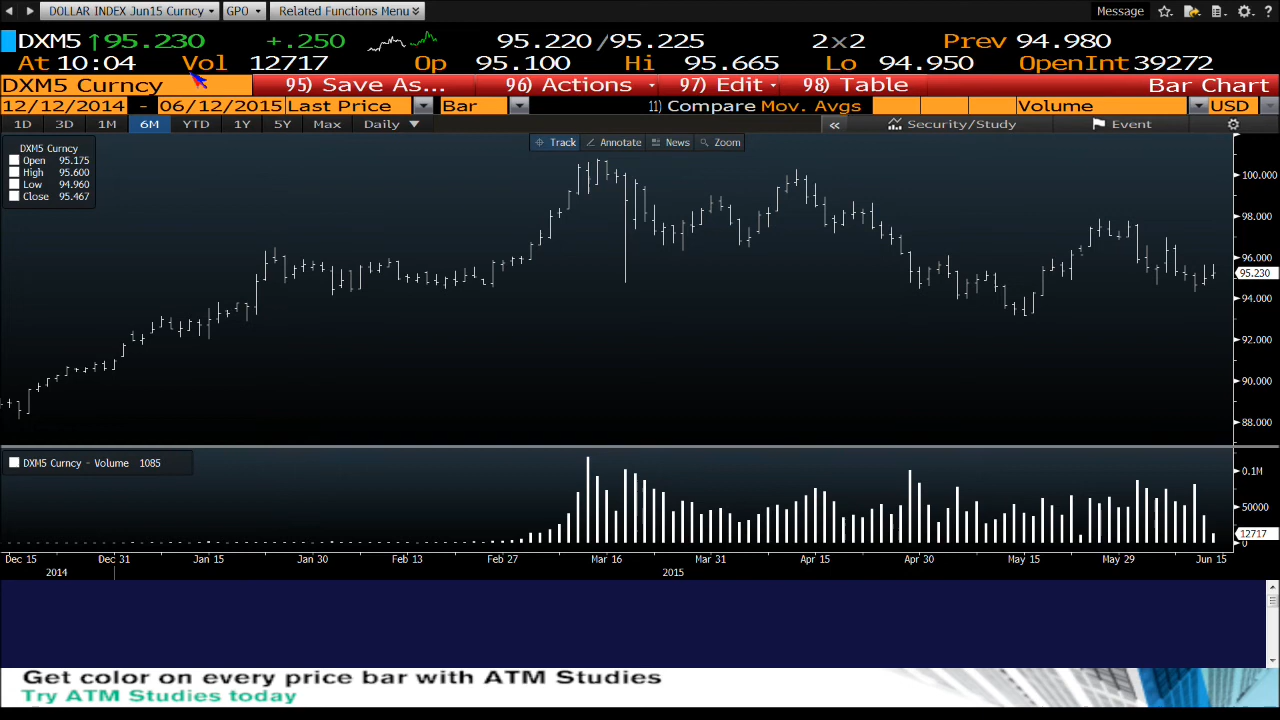 DOLLAR INDEX Jun15 Curncy GPO Related Functions Menu Message
DXM5 ↑95.230 +.250 95.220/95.225 2×2 Prev 94.980
At 10:04 Vol 12717 Op 95.100 Hi 95.665 Lo 94.950 OpenInt 39272
DXM5 Curncy 95) Save As... 96) Actions 97) Edit 98) Table Bar Chart
12/12/2014 - 06/12/2015 Last Price Bar 11) Compare Mov. Avgs Volume USD
1D 3D 1M 6M YTD 1Y 5Y Max Daily « Security/Study Event
Track Annotate News Zoom
DXM5 Curncy
Open 95.175
High 95.600
Low 94.960
Close 95.467
100.000
98.000
96.000
95.230
94.000
92.000
90.000
88.000
DXM5 Curncy - Volume 1085
0.1M
50000
12717
0
Dec 15 Dec 31 Jan 15 Jan 30 Feb 13 Feb 27 Mar 16 Mar 31 Apr 15 Apr 30 May 15 May 29 Jun 15
2014 2015
Get color on every price bar with ATM Studies
Try ATM Studies today